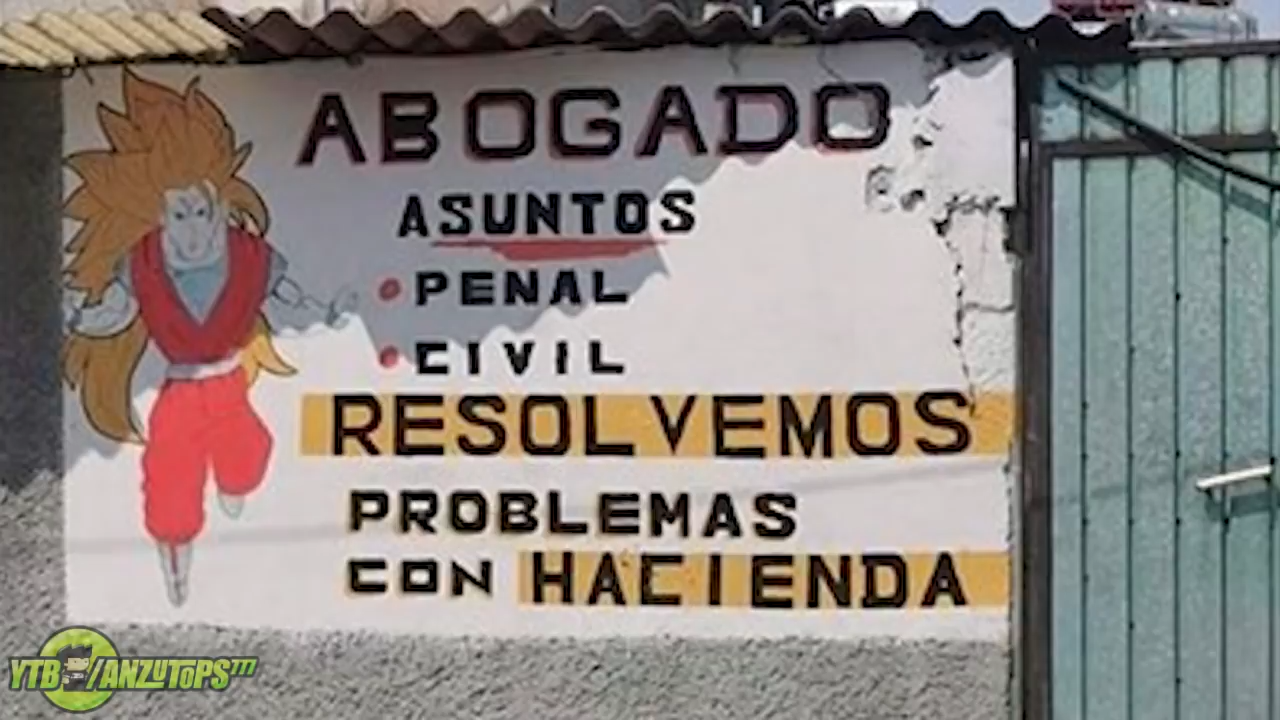 ABOGADO
ASUNTOS
• PENAL
• CIVIL
RESOLVEMOS
PROBLEMAS
CON HACIENDA
YTB/ANZUTOPS777